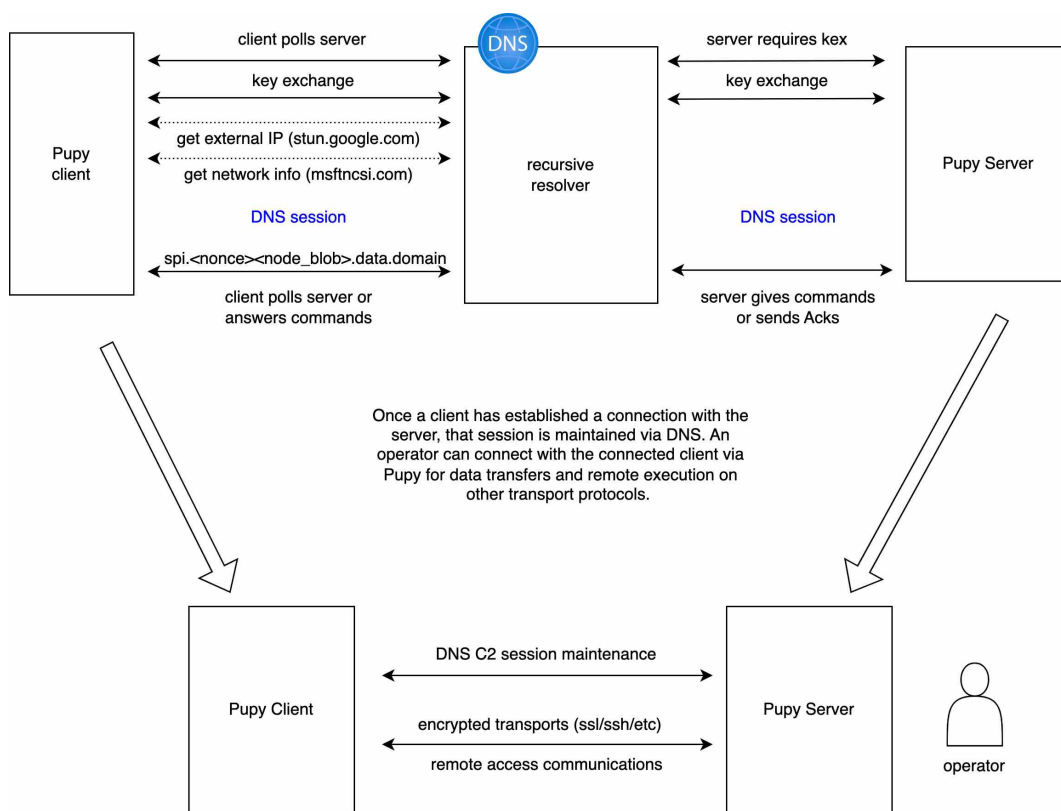 DNS
client polls server
server requires kex
key exchange
key exchange
get external IP (stun.google.com)
Pupy
client
recursive
resolver
Pupy Server
get network info (msftncsi.com)
DNS session
DNS session
spi.<nonce><node_blob>.data.domain
client polls server or
answers commands
server gives commands
or sends Acks
Once a client has established a connection with the
server, that session is maintained via DNS. An
operator can connect with the connected client via
Pupy for data transfers and remote execution on
other transport protocols.
DNS C2 session maintenance
Pupy Client
Pupy Server
encrypted transports (ssl/ssh/etc)
remote access communications
operator